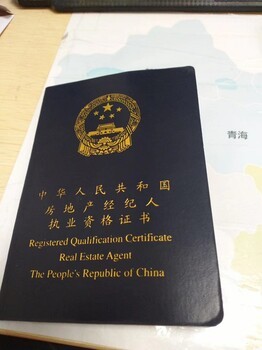 中华人民共和国
房地产经纪人
执业资格证书
Registered Qualification Certificate
Real Estate Agent
The People's Republic of China
青海